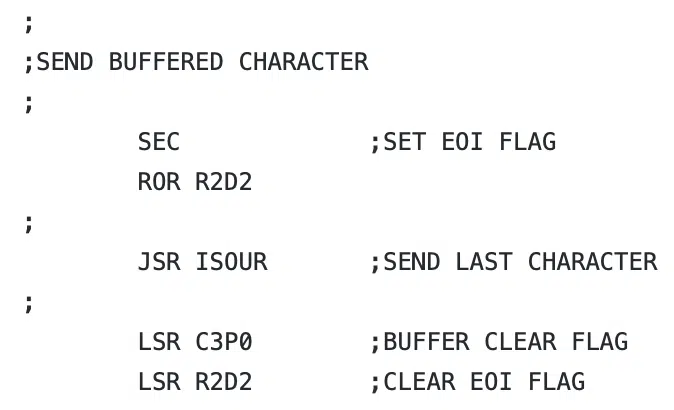 ;
;SEND BUFFERED CHARACTER
;
        SEC             ;SET EOI FLAG
        ROR R2D2
;
        JSR ISOUR       ;SEND LAST CHARACTER
;
        LSR C3P0        ;BUFFER CLEAR FLAG
        LSR R2D2        ;CLEAR EOI FLAG